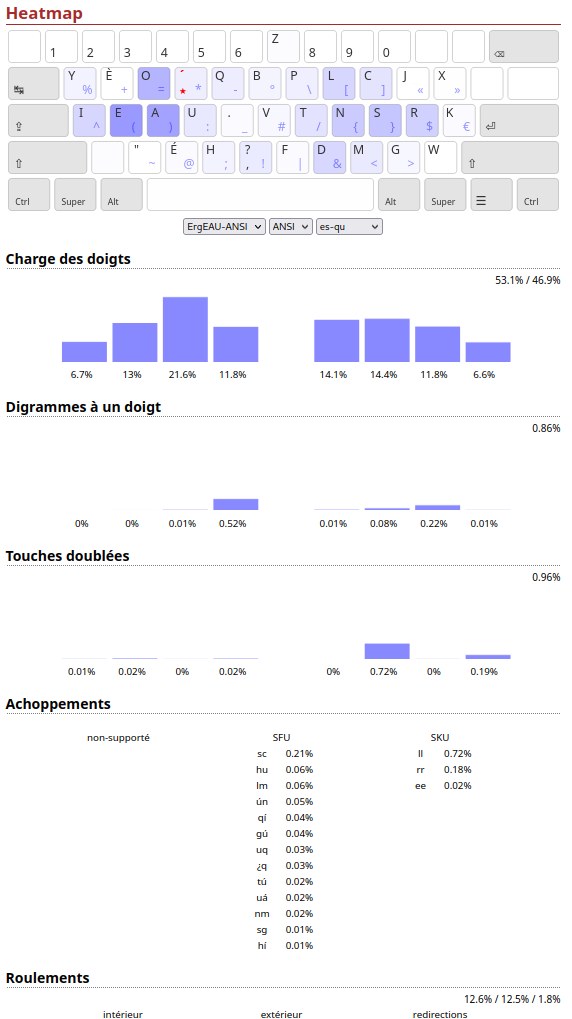 Heatmap
1 2 3 4 5 6 Z 8 9 0 ⌫
↹ Y % È + O = ´ * * Q - B ° P \ L [ C ] J « X »
⇪ I ^ E ( A ) U : . _ V # T / N { S } R $ K € ⏎
⇧ " ~ É @ H ; ? , ! F | D & M < G > W ⇧
Ctrl Super Alt Alt Super ☰ Ctrl
ErgEAU-ANSI ANSI es-qu
Charge des doigts
53.1% / 46.9%
6.7% 13% 21.6% 11.8% 14.1% 14.4% 11.8% 6.6%
Digrammes à un doigt
0.86%
0% 0% 0.01% 0.52% 0.01% 0.08% 0.22% 0.01%
Touches doublées
0.96%
0.01% 0.02% 0% 0.02% 0% 0.72% 0% 0.19%
Achoppements
non-supporté SFU SKU
sc 0.21% ll 0.72%
hu 0.06% rr 0.18%
lm 0.06% ee 0.02%
ún 0.05%
qí 0.04%
gú 0.04%
uq 0.03%
¿q 0.03%
tú 0.02%
uá 0.02%
nm 0.02%
sg 0.01%
hí 0.01%
Roulements
12.6% / 12.5% / 1.8%
intérieur extérieur redirections